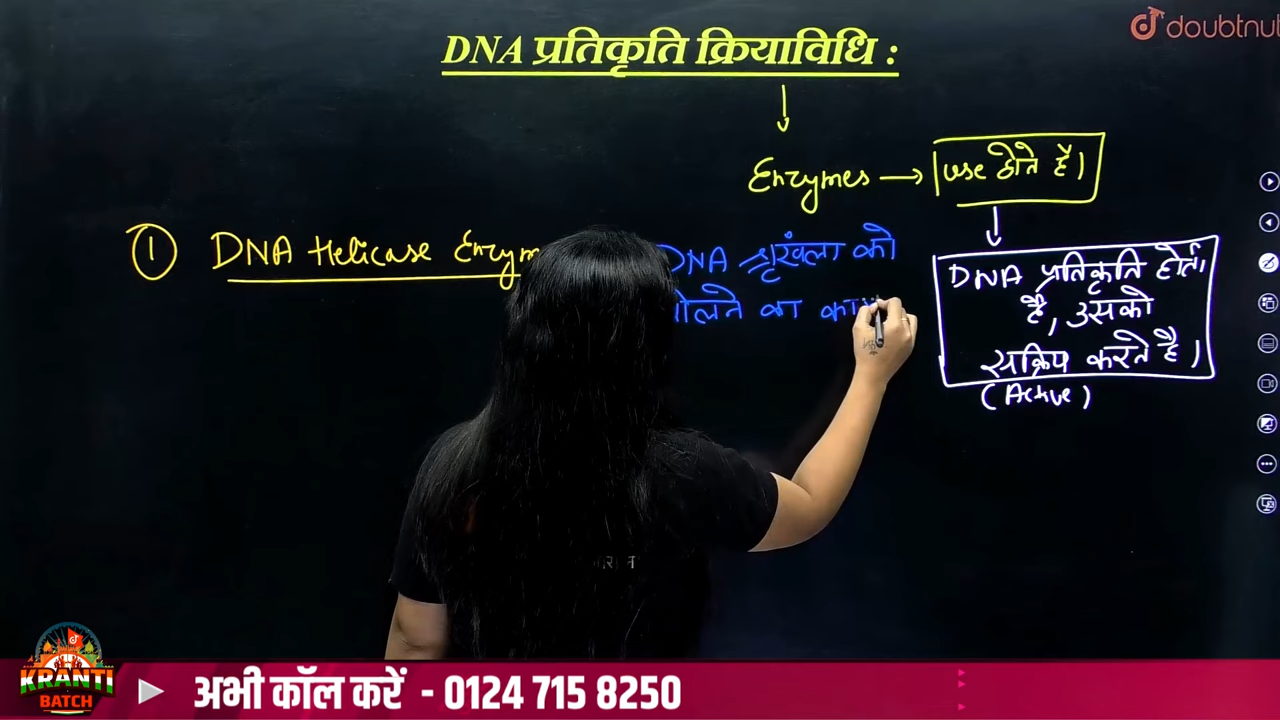 doubtnut
DNA प्रतिकृति क्रियाविधि :
Enzymes → use होते हैं।
① DNA Helicase Enzym
DNA श्रृंखला को
खोलने का काम
DNA प्रतिकृति होती
है, उसको
सक्रिय करते है।
(Active)
KRANTI
BATCH
अभी कॉल करें - 0124 715 8250